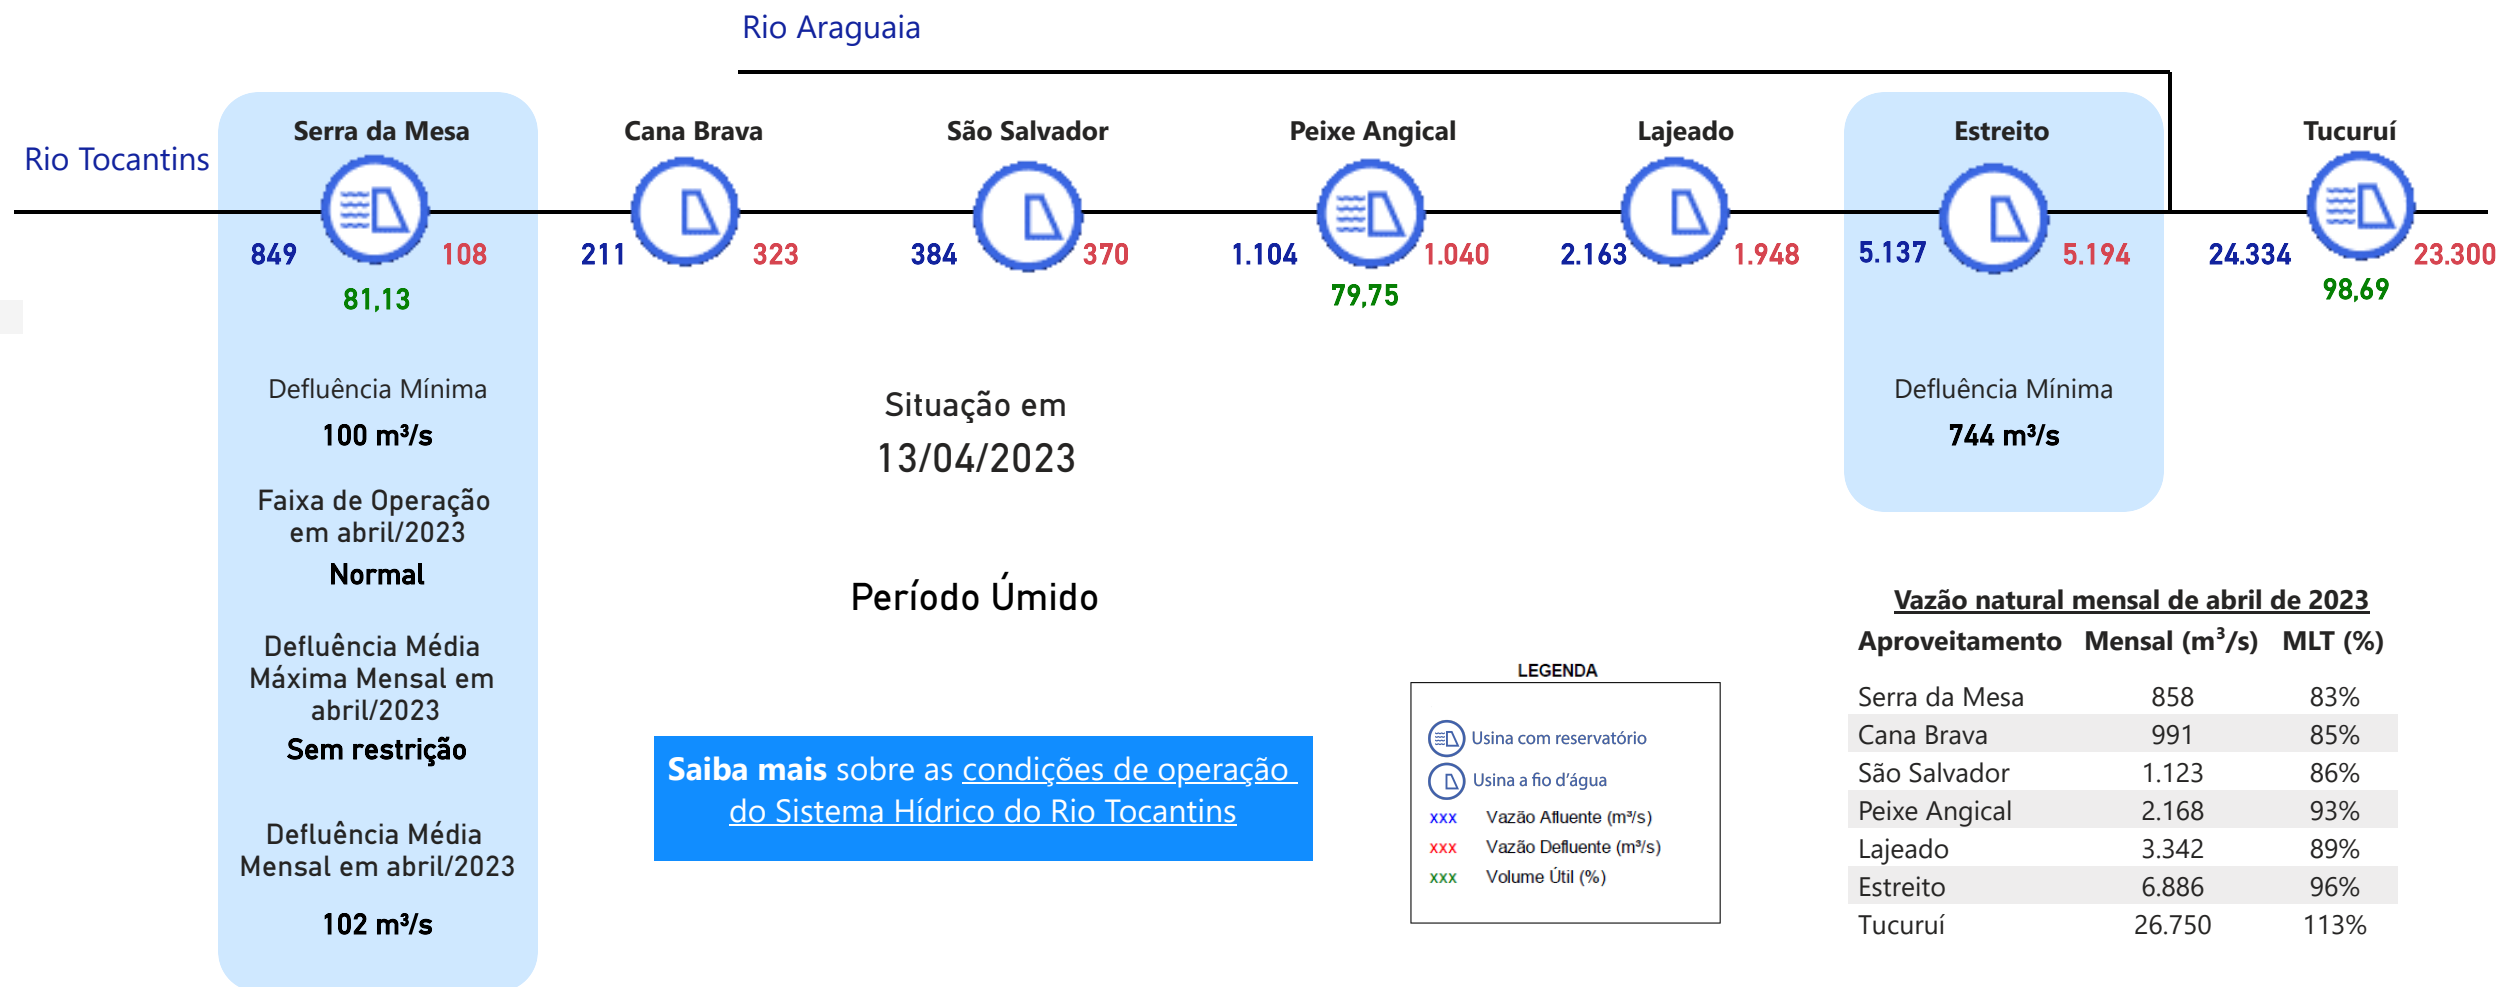 Rio Araguaia
Rio Tocantins
Serra da Mesa
Cana Brava
São Salvador
Peixe Angical
Lajeado
Estreito
Tucuruí
849 108
211 323
384 370
1.104 1.040
2.163 1.948
5.137 5.194
24.334 23.300
81,13
79,75
98,69
Defluência Mínima
100 m³/s
Faixa de Operação
em abril/2023
Normal
Defluência Média
Máxima Mensal em
abril/2023
Sem restrição
Defluência Média
Mensal em abril/2023
102 m³/s
Situação em
13/04/2023
Período Úmido
Saiba mais sobre as condições de operação
do Sistema Hídrico do Rio Tocantins
Defluência Mínima
744 m³/s
LEGENDA
Usina com reservatório
Usina a fio d'água
xxx Vazão Afluente (m³/s)
xxx Vazão Defluente (m³/s)
xxx Volume Útil (%)
Vazão natural mensal de abril de 2023
Aproveitamento Mensal (m³/s) MLT (%)
Serra da Mesa 858 83%
Cana Brava 991 85%
São Salvador 1.123 86%
Peixe Angical 2.168 93%
Lajeado 3.342 89%
Estreito 6.886 96%
Tucuruí 26.750 113%